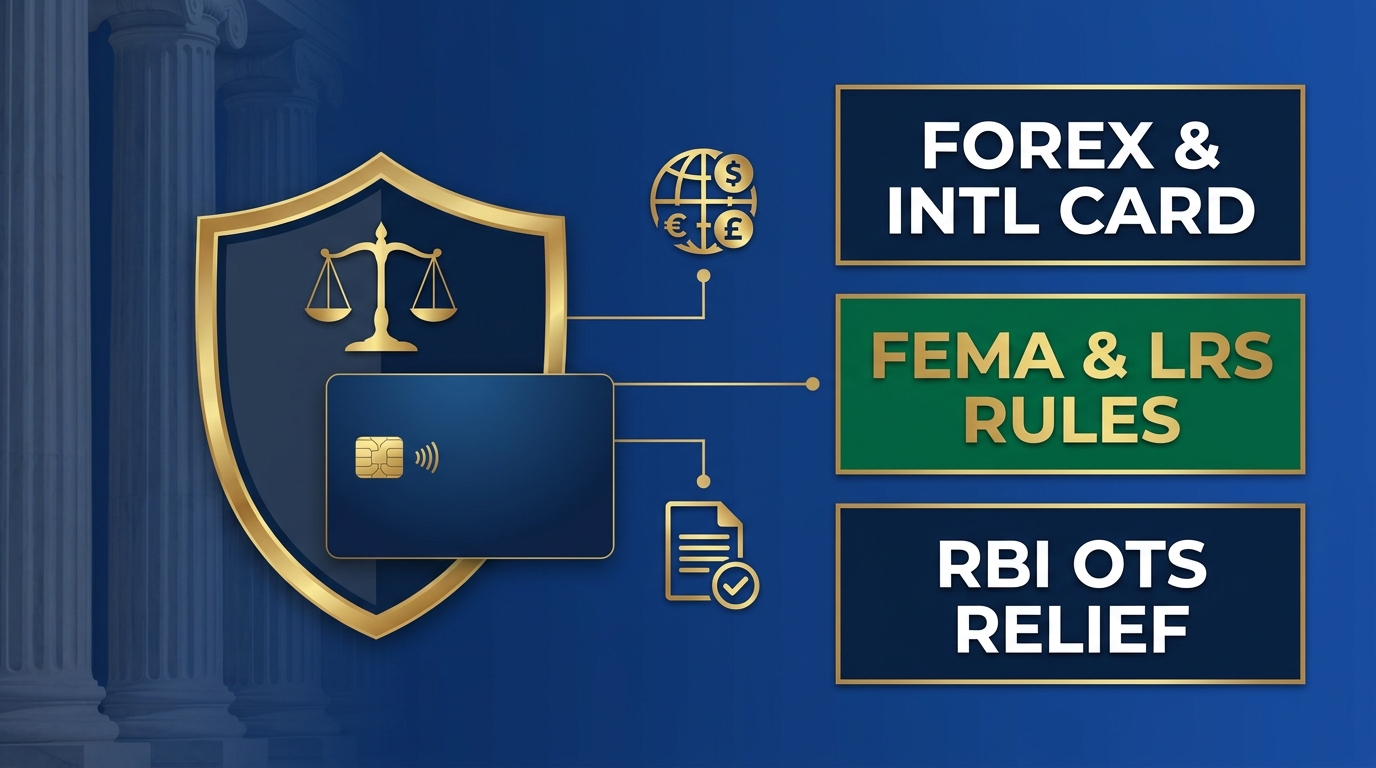 $
€
£
FOREX &
INTL CARD
FEMA & LRS
RULES
RBI OTS
RELIEF